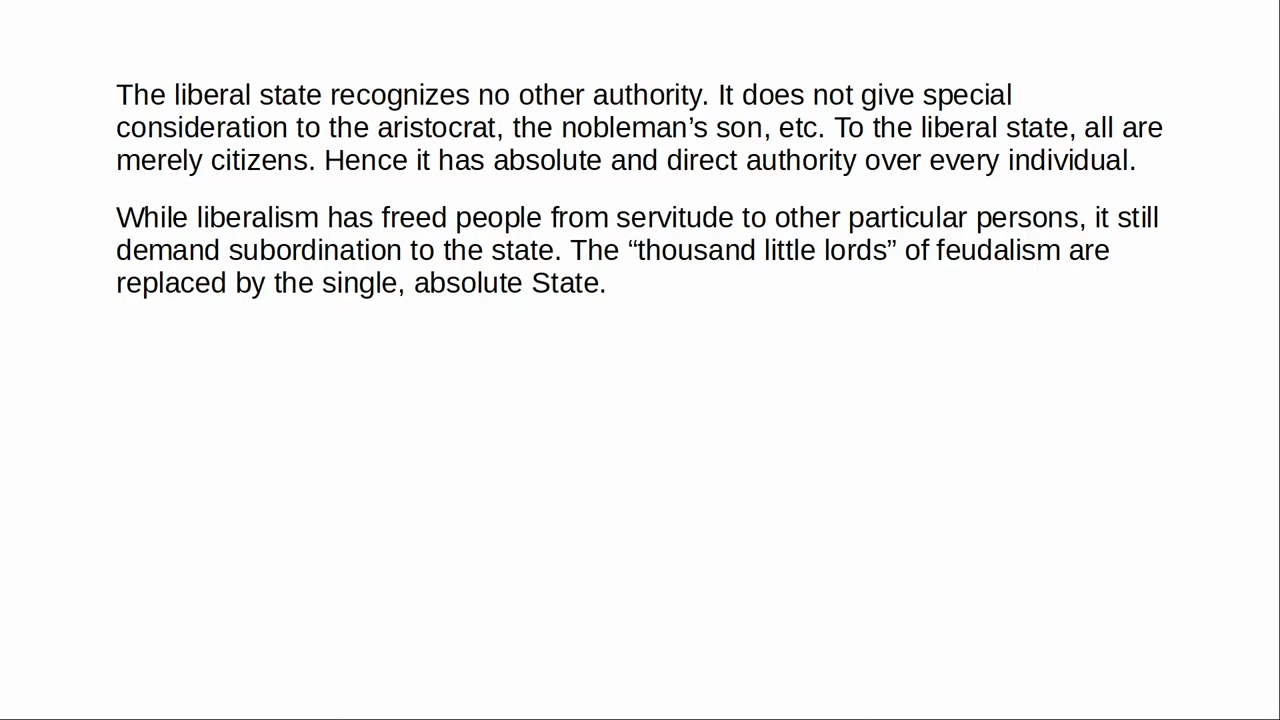 The liberal state recognizes no other authority. It does not give special
consideration to the aristocrat, the nobleman’s son, etc. To the liberal state, all are
merely citizens. Hence it has absolute and direct authority over every individual.
While liberalism has freed people from servitude to other particular persons, it still
demand subordination to the state. The “thousand little lords” of feudalism are
replaced by the single, absolute State.